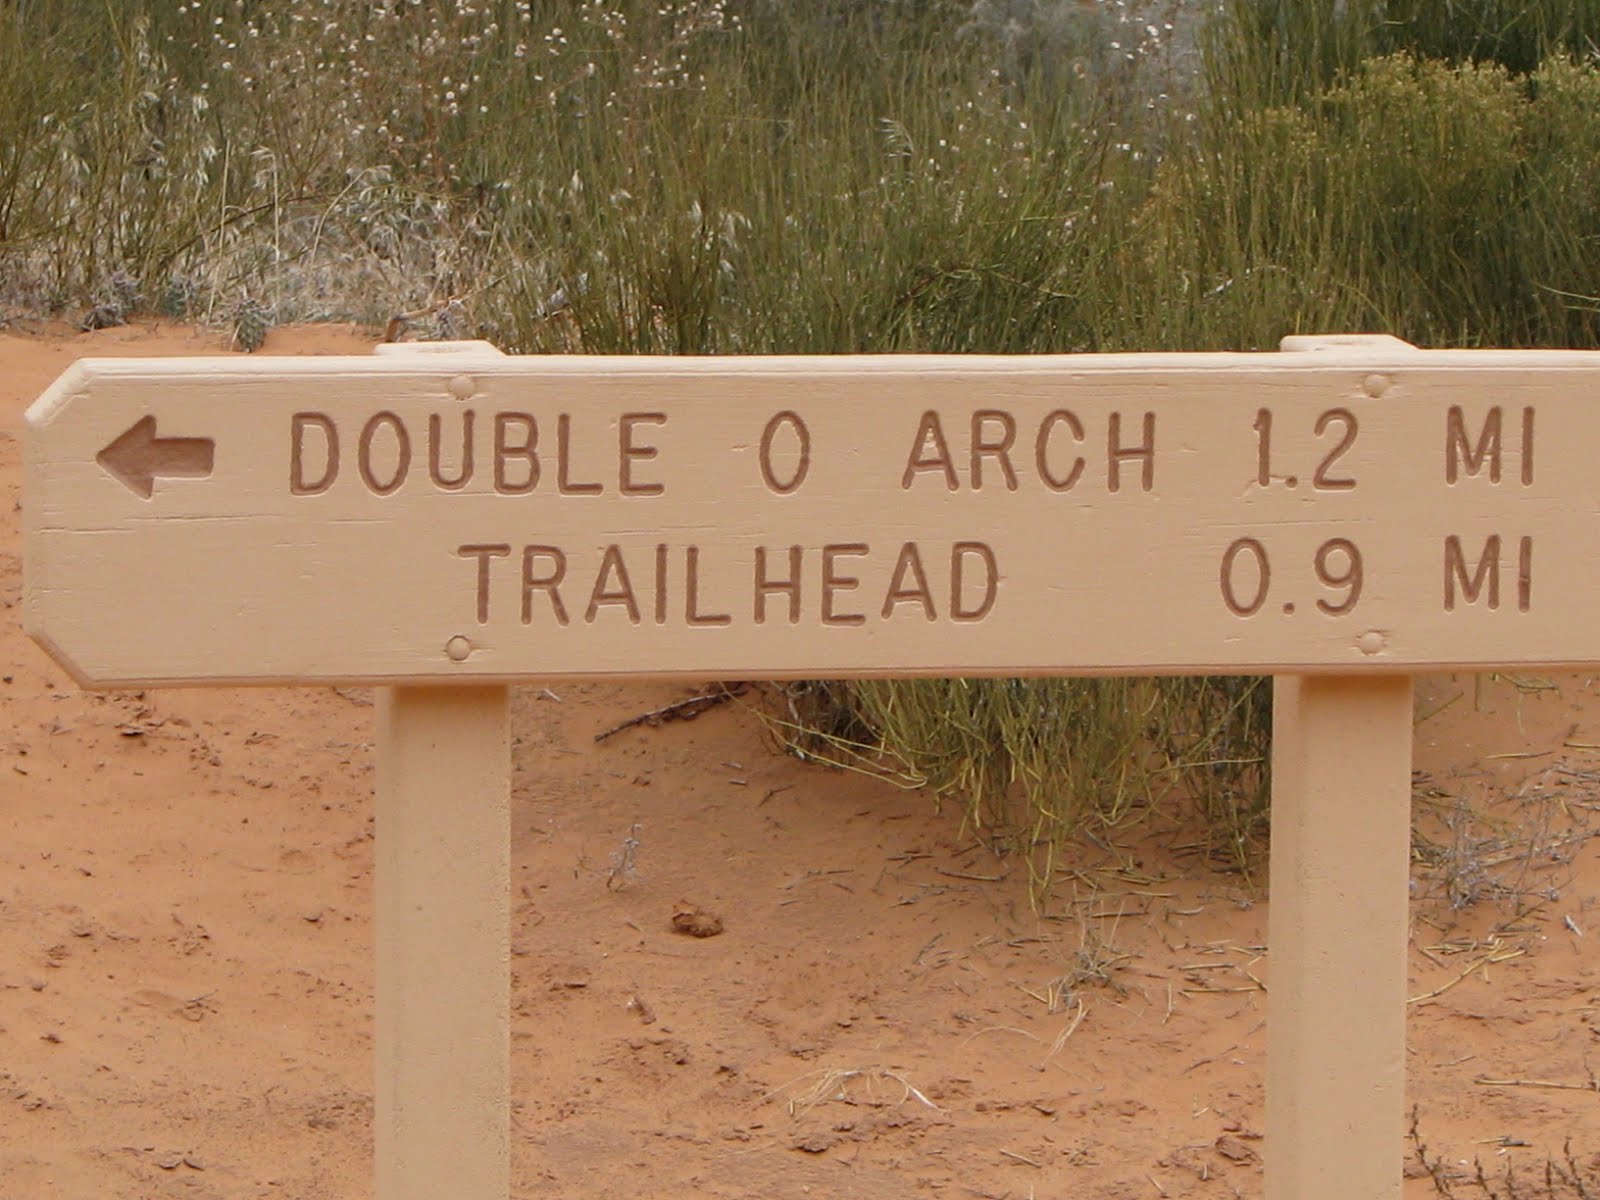 DOUBLE O ARCH 1.2 MI
TRAILHEAD 0.9 MI